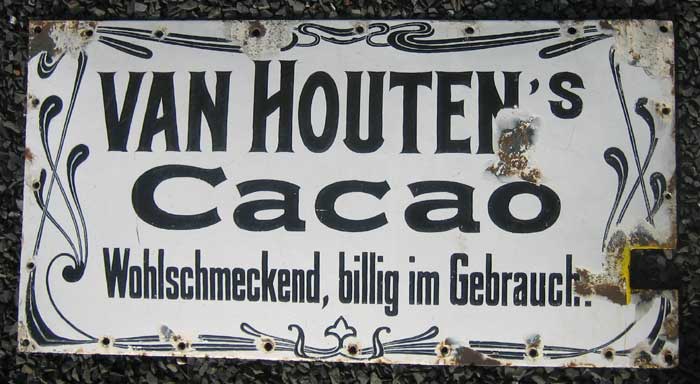 VAN HOUTEN'S
Cacao
Wohlschmeckend, billig im Gebrauch.